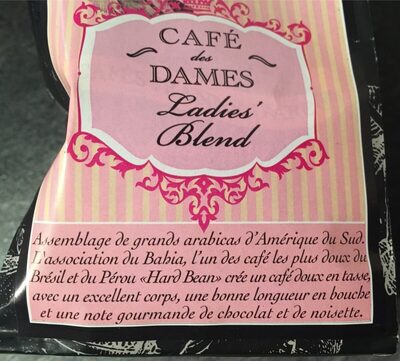 CAFÉ
des
DAMES
Ladies'
Blend
Assemblage de grands arabicas d'Amérique du Sud.
L'association du Bahia, l'un des café les plus doux du
Brésil et du Pérou «Hard Bean» crée un café doux en tasse,
avec un excellent corps, une bonne longueur en bouche
et une note gourmande de chocolat et de noisette.